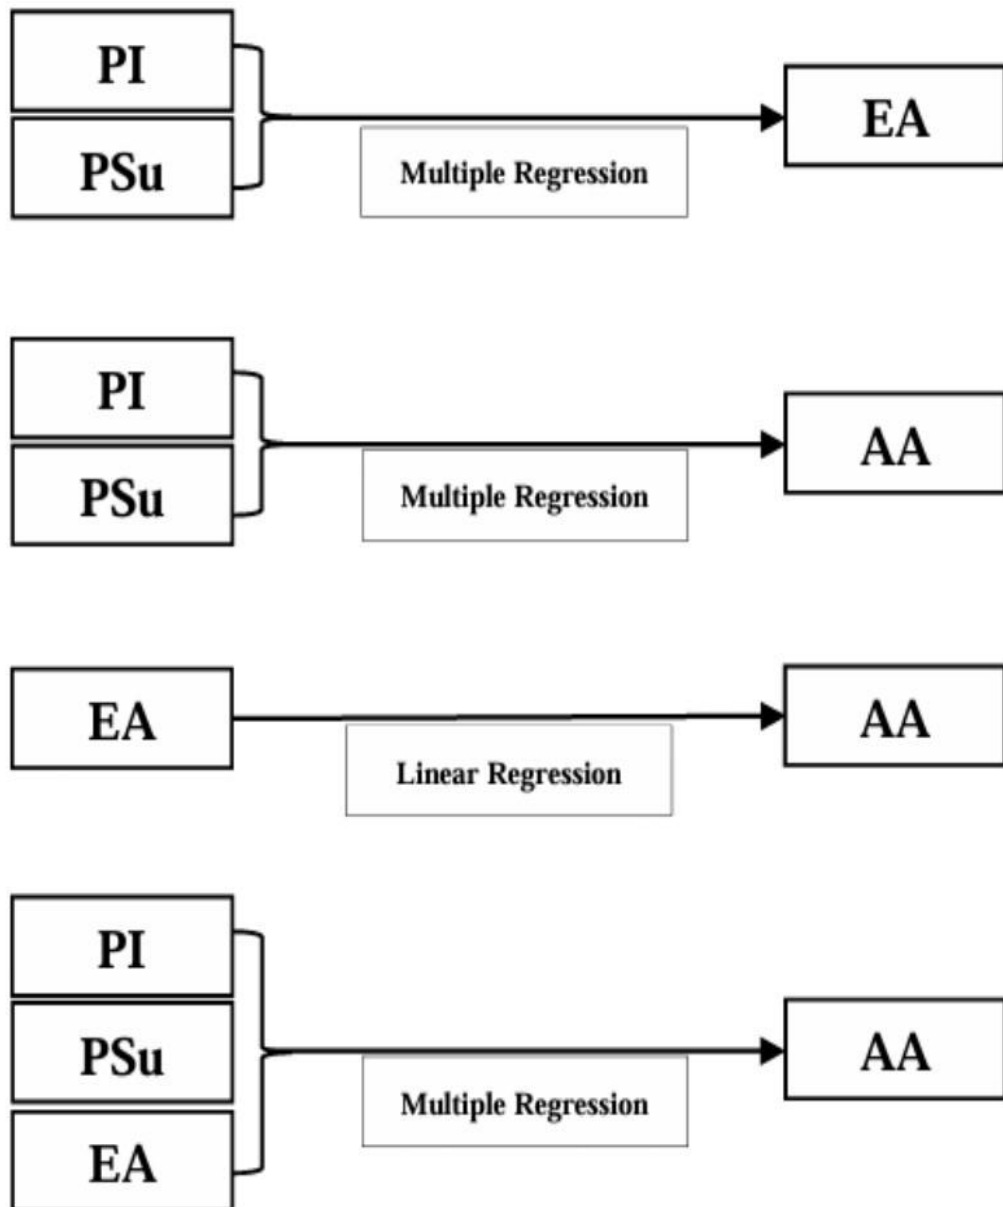 PI
PSu
Multiple Regression
EA
PI
PSu
Multiple Regression
AA
EA
Linear Regression
AA
PI
PSu
EA
Multiple Regression
AA